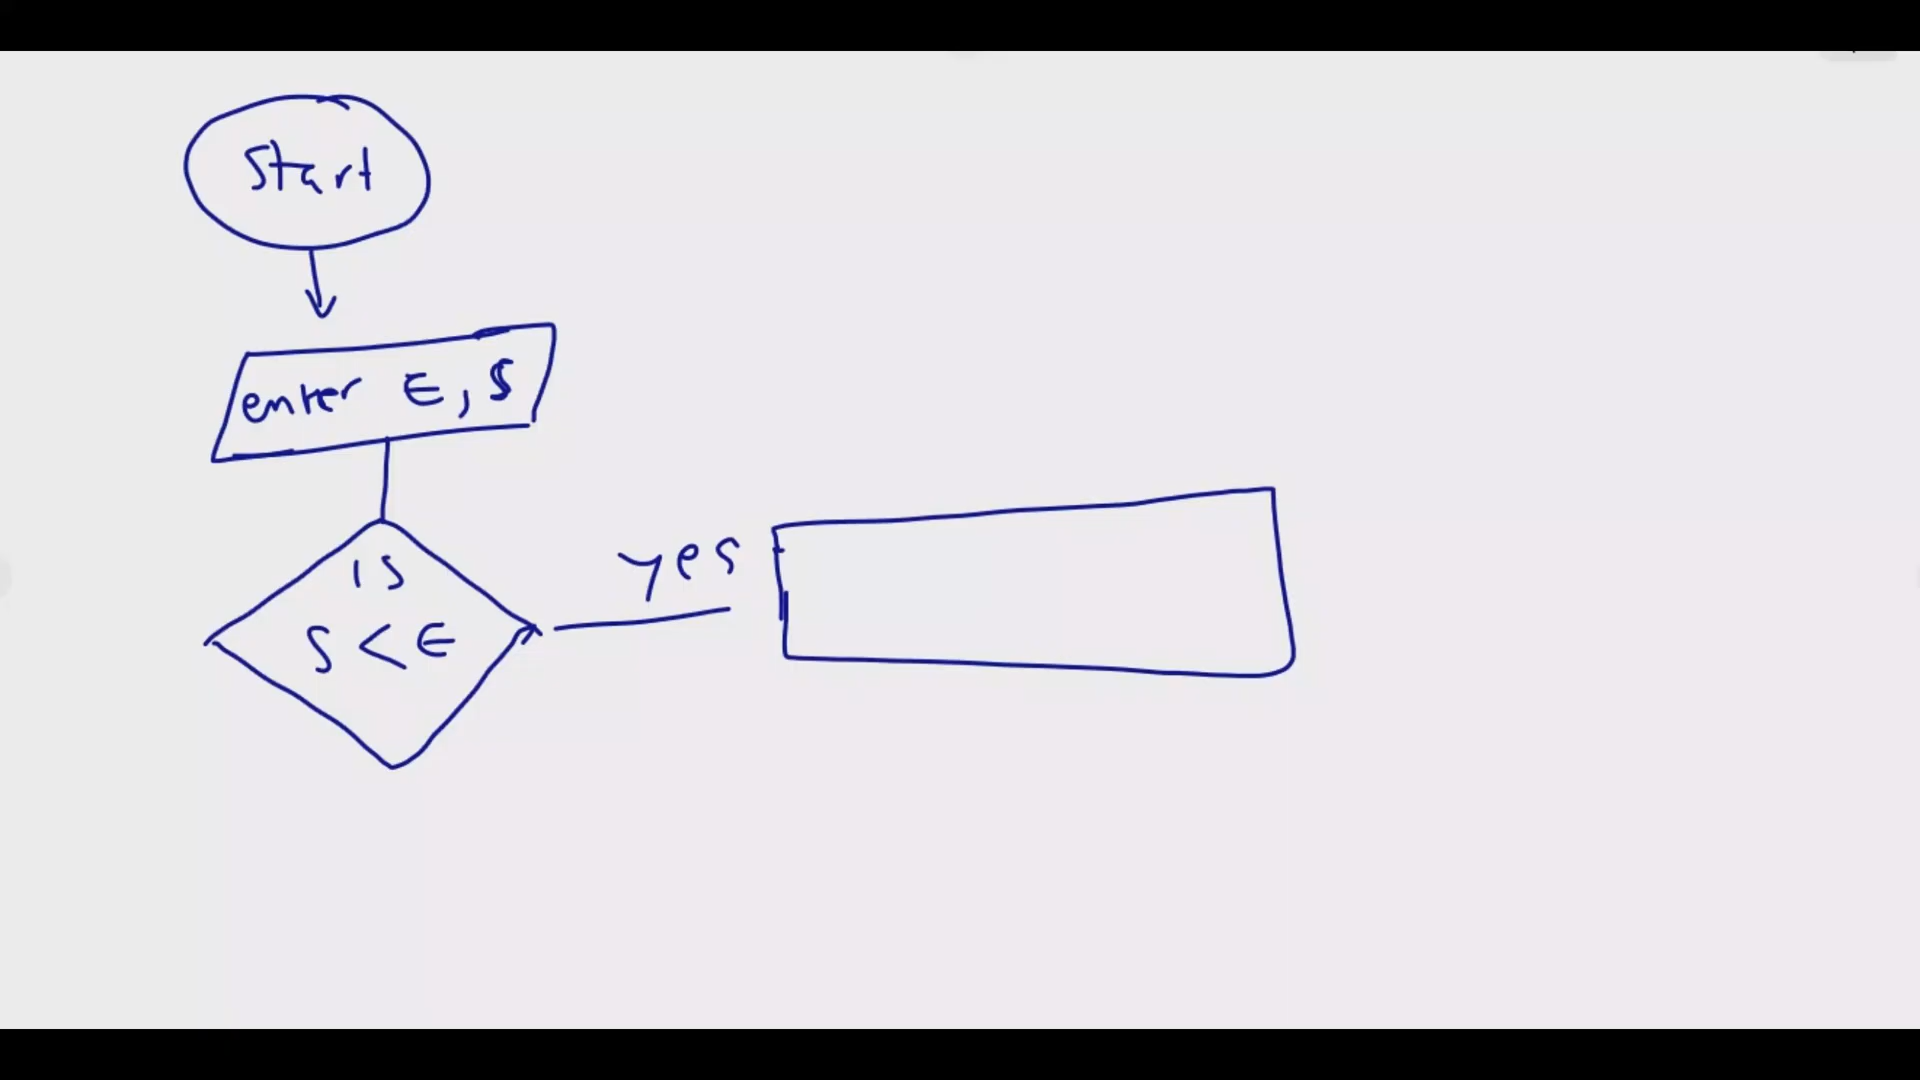 Start
enter E, S
is
S < E
yes